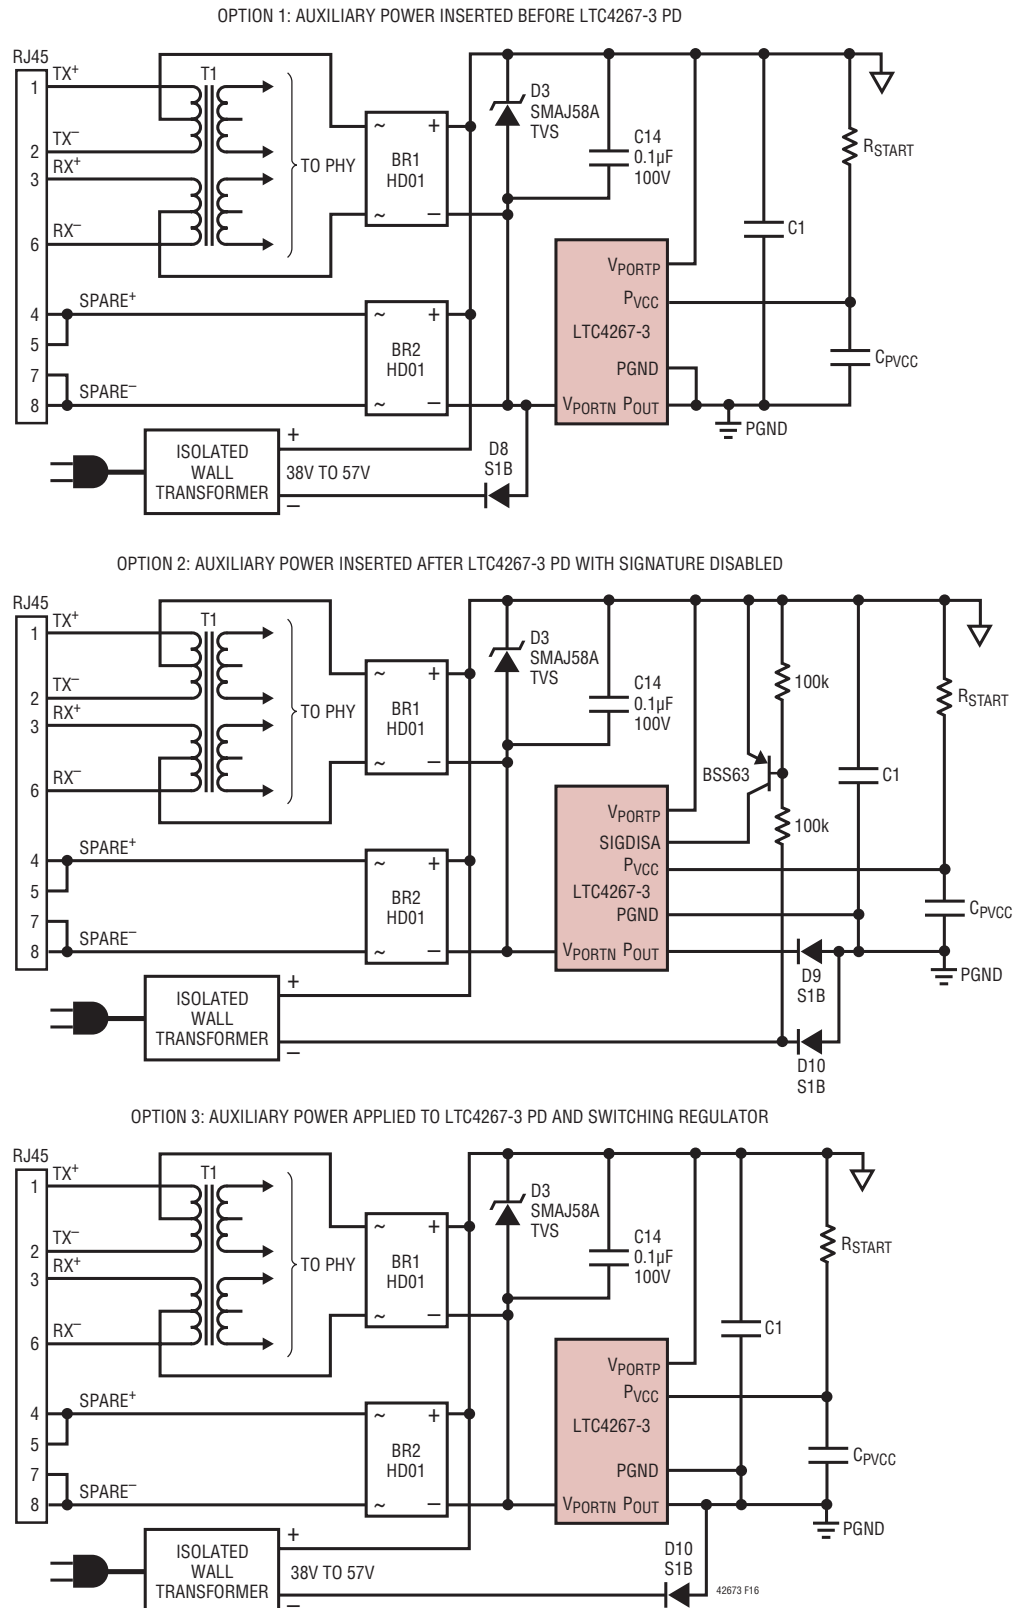 OPTION 1: AUXILIARY POWER INSERTED BEFORE LTC4267-3 PD
RJ45
1
TX+
2
TX–
3
RX+
6
RX–
T1
TO PHY
~
+
BR1
HD01
~
–
D3
SMAJ58A
TVS
C14
0.1µF
100V
RSTART
C1
4
SPARE+
5
7
8
SPARE–
~
+
BR2
HD01
~
–
VPORTP
PVCC
LTC4267-3
PGND
VPORTN POUT
CPVCC
PGND
ISOLATED
WALL
TRANSFORMER
+
38V TO 57V
–
D8
S1B
OPTION 2: AUXILIARY POWER INSERTED AFTER LTC4267-3 PD WITH SIGNATURE DISABLED
RJ45
1
TX+
2
TX–
3
RX+
6
RX–
T1
TO PHY
~
+
BR1
HD01
~
–
D3
SMAJ58A
TVS
C14
0.1µF
100V
100k
RSTART
BSS63
C1
100k
4
SPARE+
5
7
8
SPARE–
~
+
BR2
HD01
~
–
VPORTP
SIGDISA
PVCC
LTC4267-3
PGND
VPORTN POUT
CPVCC
PGND
D9
S1B
ISOLATED
WALL
TRANSFORMER
+
–
D10
S1B
OPTION 3: AUXILIARY POWER APPLIED TO LTC4267-3 PD AND SWITCHING REGULATOR
RJ45
1
TX+
2
TX–
3
RX+
6
RX–
T1
TO PHY
~
+
BR1
HD01
~
–
D3
SMAJ58A
TVS
C14
0.1µF
100V
RSTART
C1
4
SPARE+
5
7
8
SPARE–
~
+
BR2
HD01
~
–
VPORTP
PVCC
LTC4267-3
PGND
VPORTN POUT
CPVCC
PGND
ISOLATED
WALL
TRANSFORMER
+
38V TO 57V
–
D10
S1B
42673 F16